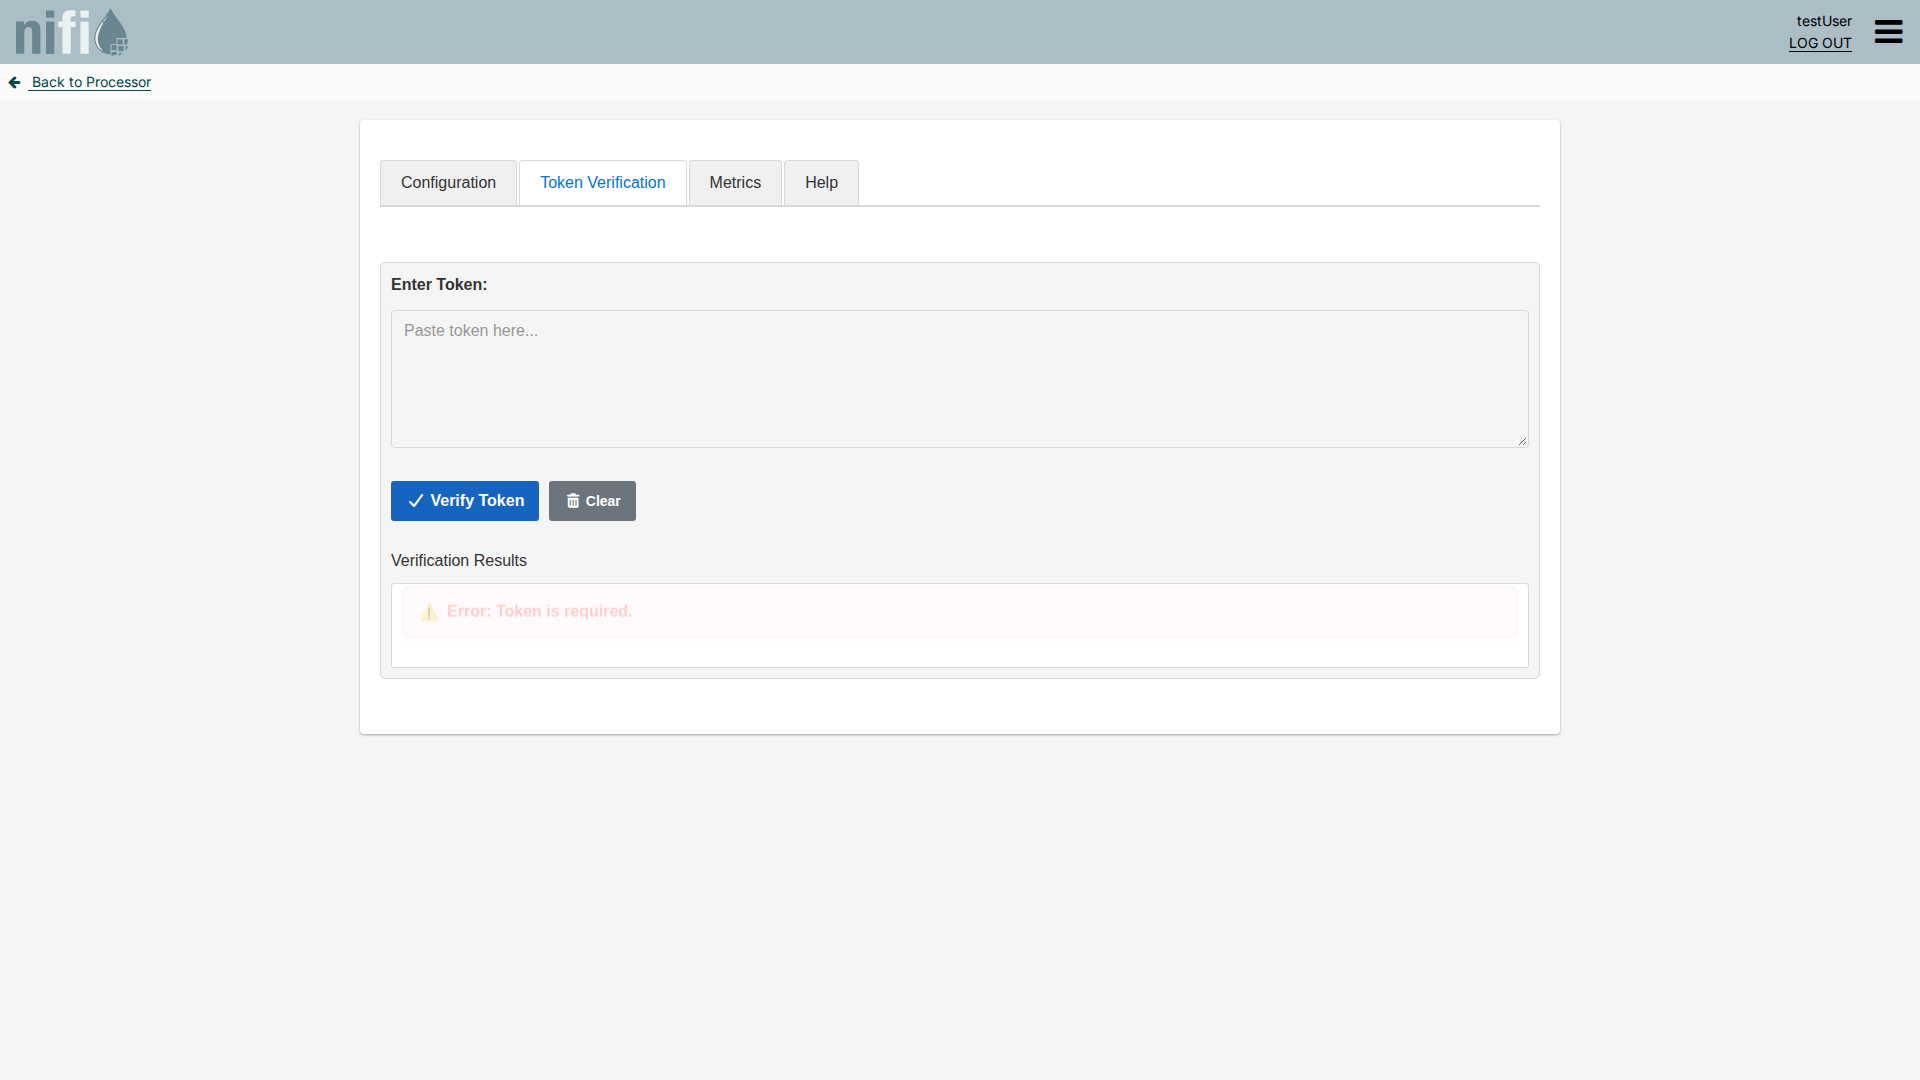 nifi
testUser
LOG OUT
Back to Processor
Configuration
Token Verification
Metrics
Help
Enter Token:
Paste token here...
Verify Token
Clear
Verification Results
Error: Token is required.